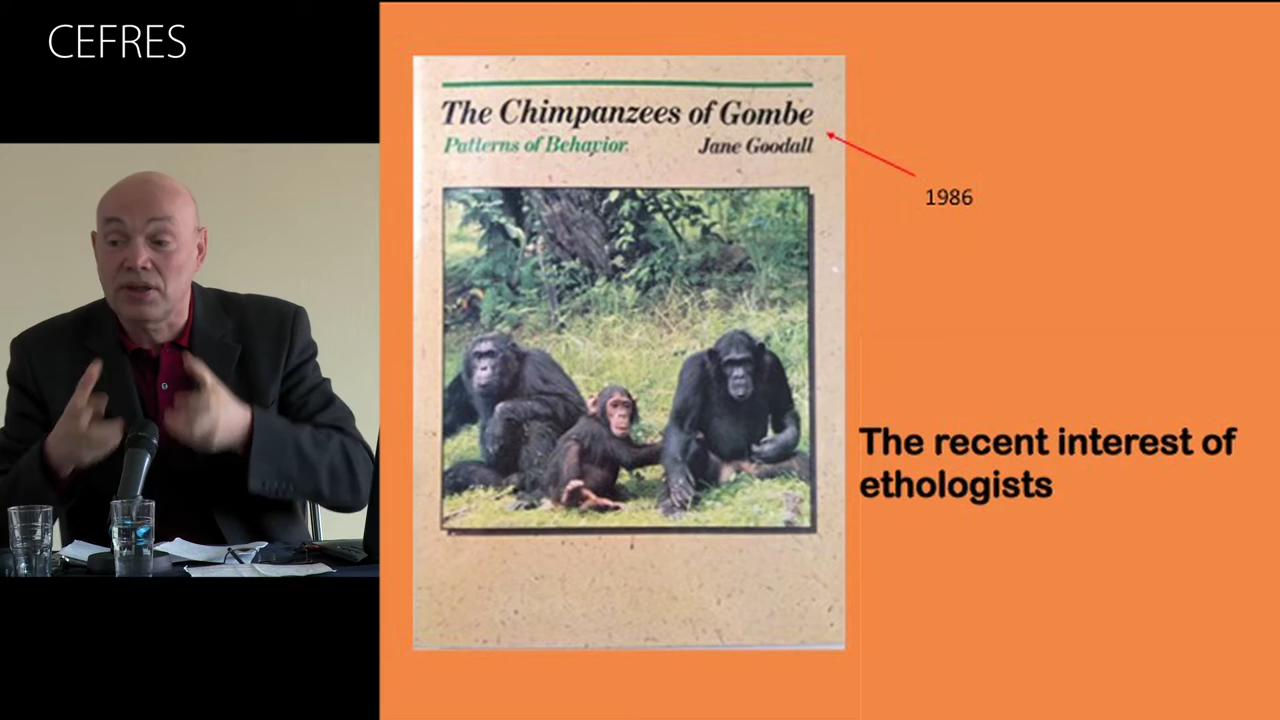 CEFRES
The Chimpanzees of Gombe
Patterns of Behavior. Jane Goodall
1986
The recent interest of
ethologists